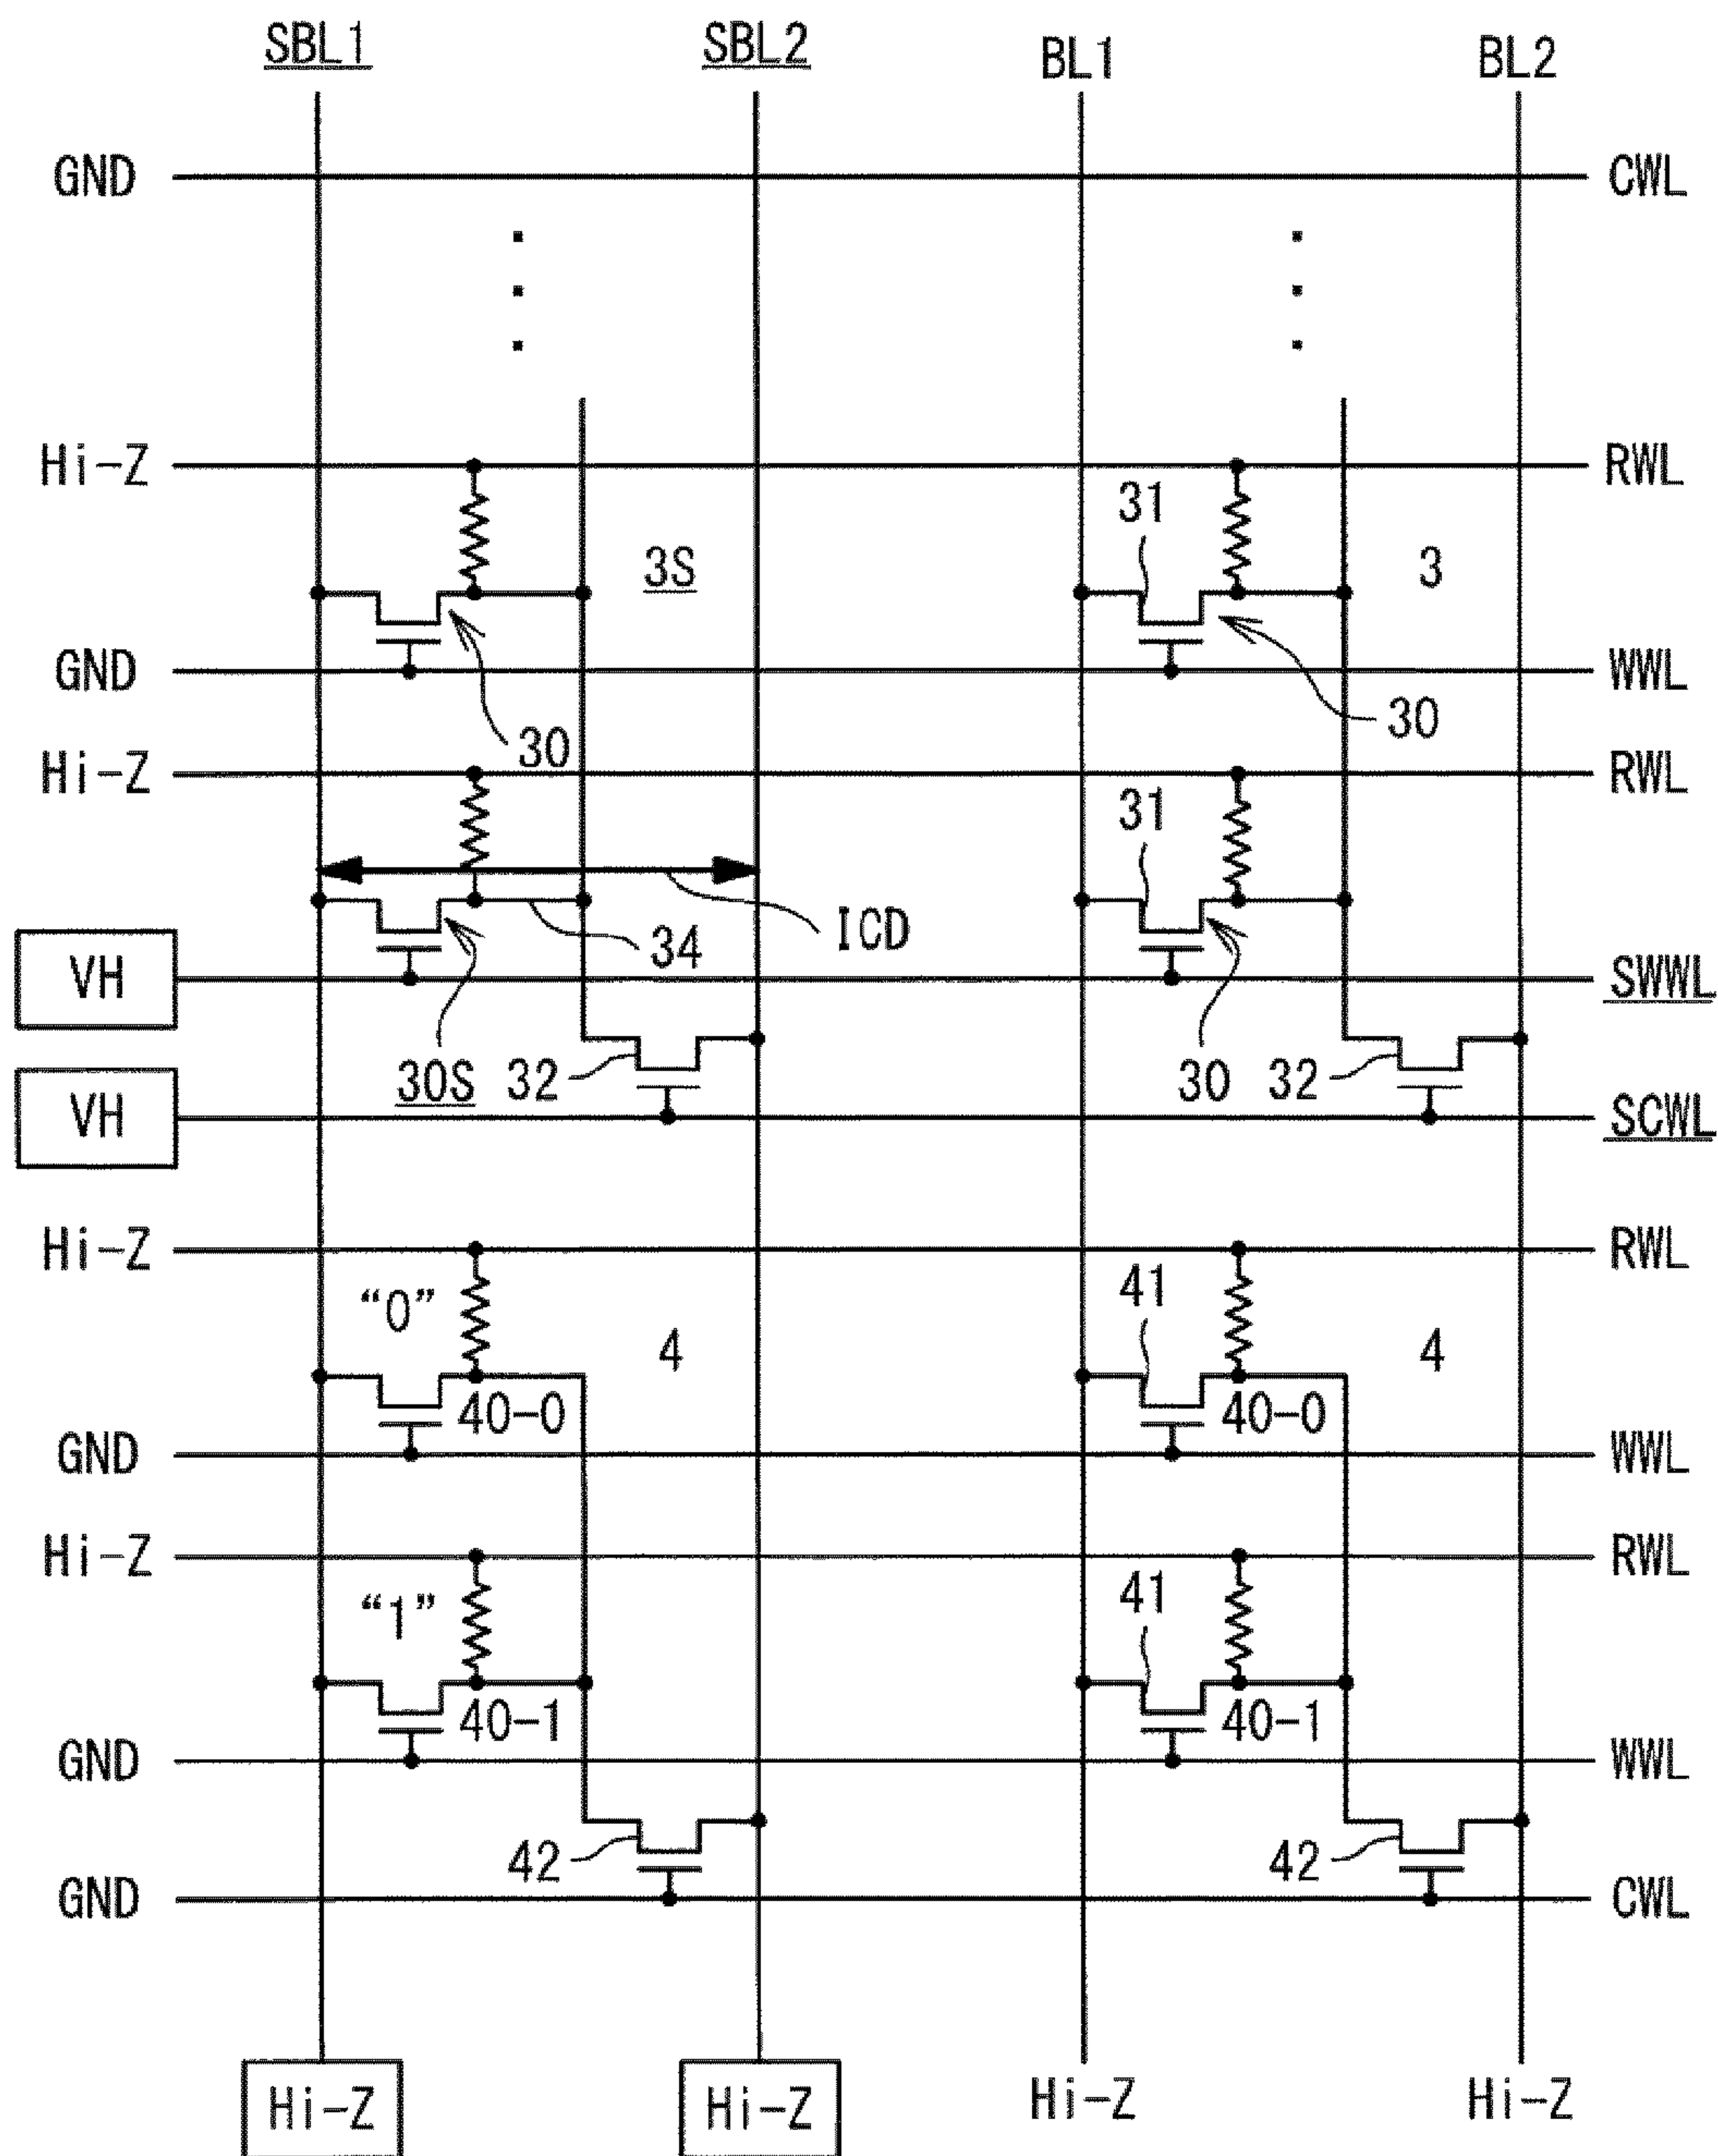 SBL1 SBL2 BL1 BL2
GND CWL
Hi-Z RWL
31
3S 3
GND WWL
30 30
Hi-Z RWL
31
34 ICD
VH SWWL
30S 32 30 32
VH SCWL
Hi-Z RWL
“0” 41
4 4
40-0 40-0
GND WWL
Hi-Z RWL
“1” 41
40-1 40-1
GND WWL
42 42
GND CWL
Hi-Z Hi-Z Hi-Z Hi-Z